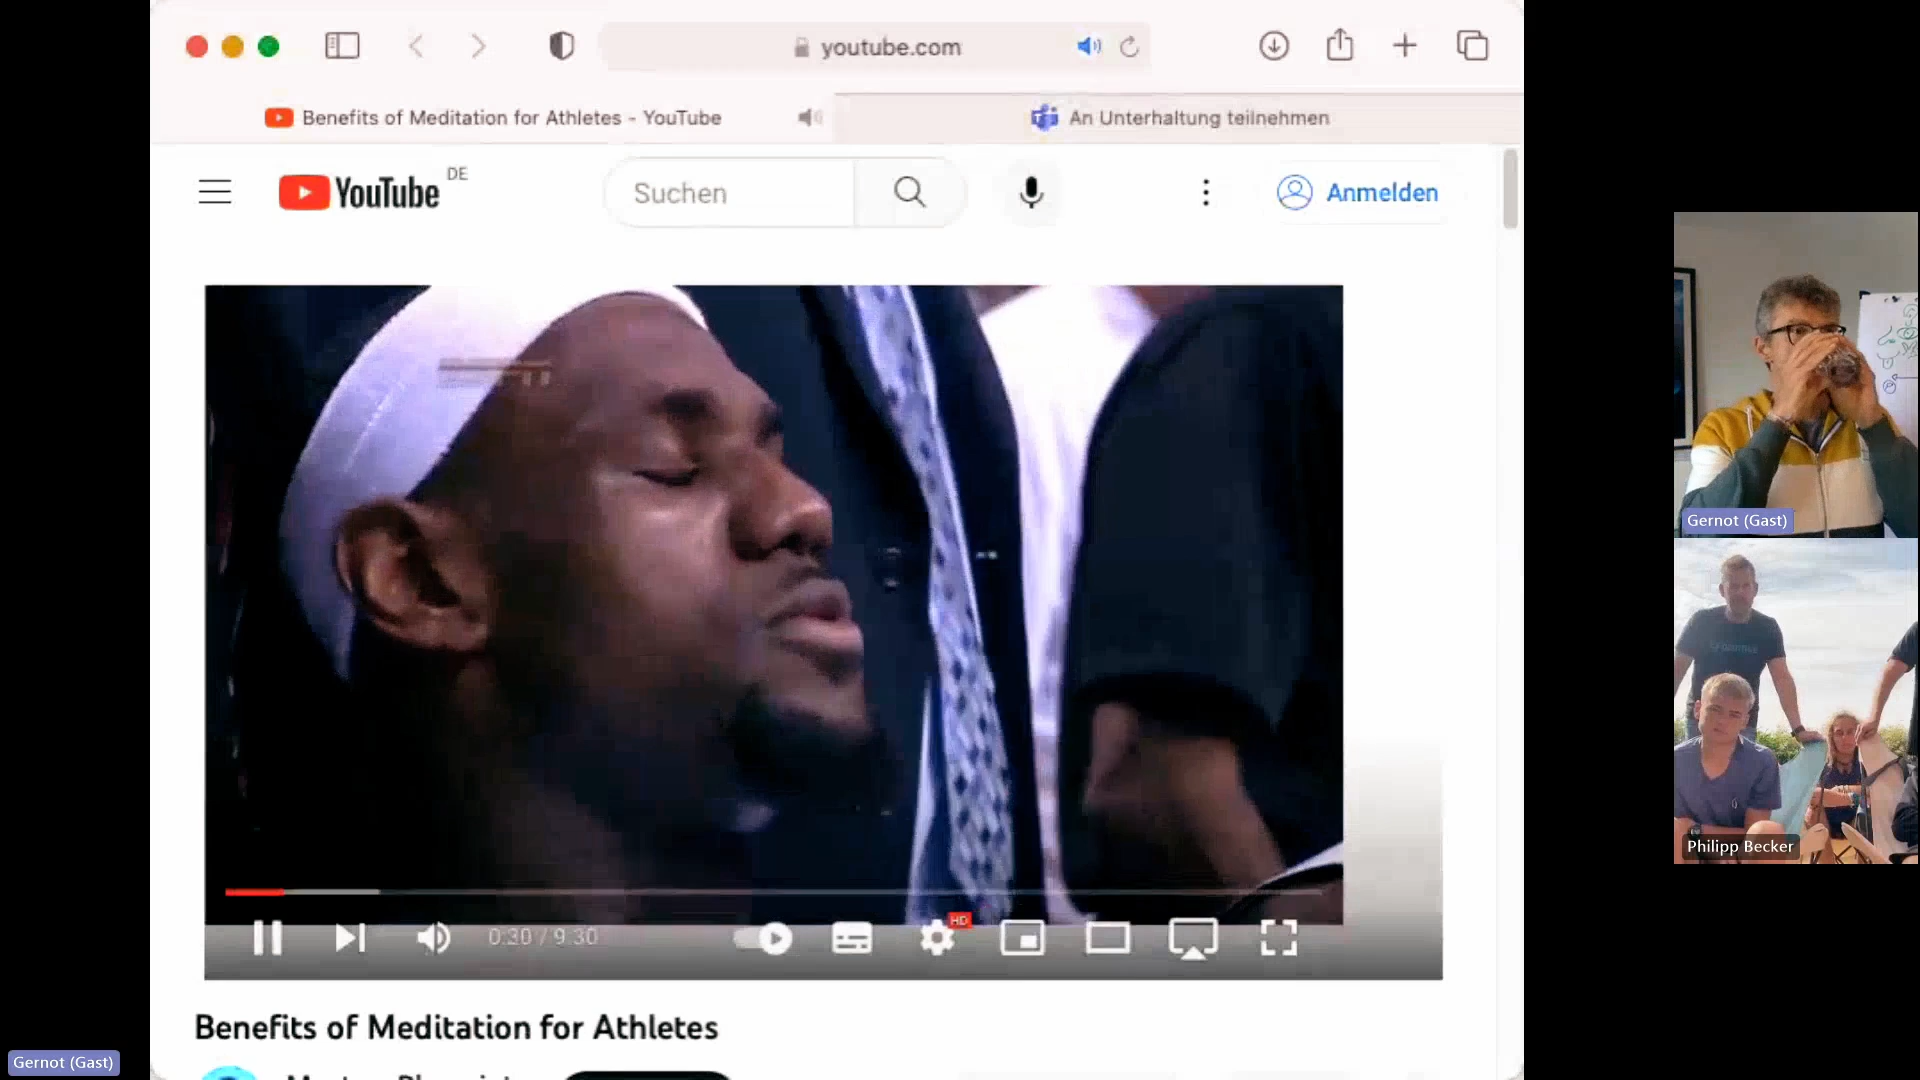 youtube.com
Benefits of Meditation for Athletes - YouTube
An Unterhaltung teilnehmen
YouTube DE
Suchen
Anmelden
HD
0:30 / 9:30
Benefits of Meditation for Athletes
Gernot (Gast)
Philipp Becker
Gernot (Gast)